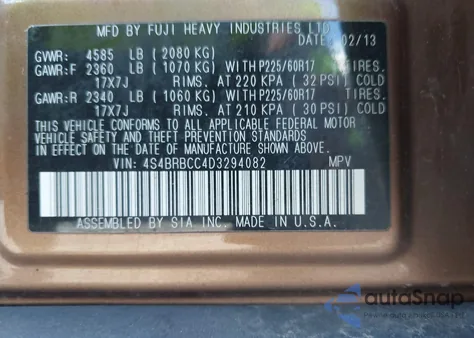 MFD BY FUJI HEAVY INDUSTRIES LTD
DATE: 02/13
GVWR: 4585 LB (2080 KG)
GAWR:F 2360 LB (1070 KG) WITH P225/60R17 TIRES.
17X7J RIMS. AT 220 KPA (32 PSI) COLD
GAWR:R 2340 LB (1060 KG) WITH P225/60R17 TIRES.
17X7J RIMS. AT 210 KPA (30 PSI) COLD
THIS VEHICLE CONFORMS TO ALL APPLICABLE FEDERAL MOTOR
VEHICLE SAFETY AND THEFT PREVENTION STANDARDS IN
EFFECT ON THE DATE OF MANUFACTURE SHOWN ABOVE.
VIN: 4S4BRBCC4D3294082 MPV
ASSEMBLED BY SIA INC. MADE IN U.S.A.
autoSnap